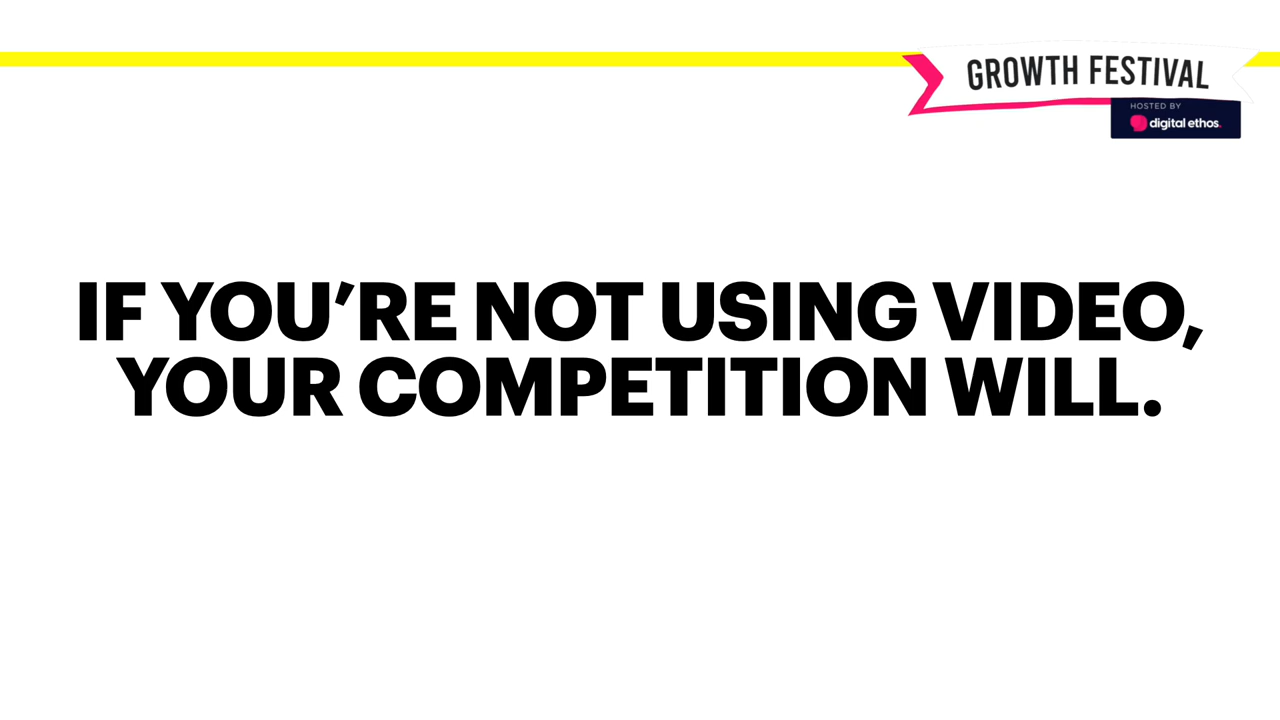 GROWTH FESTIVAL
HOSTED BY
digital ethos.
IF YOU’RE NOT USING VIDEO,
YOUR COMPETITION WILL.